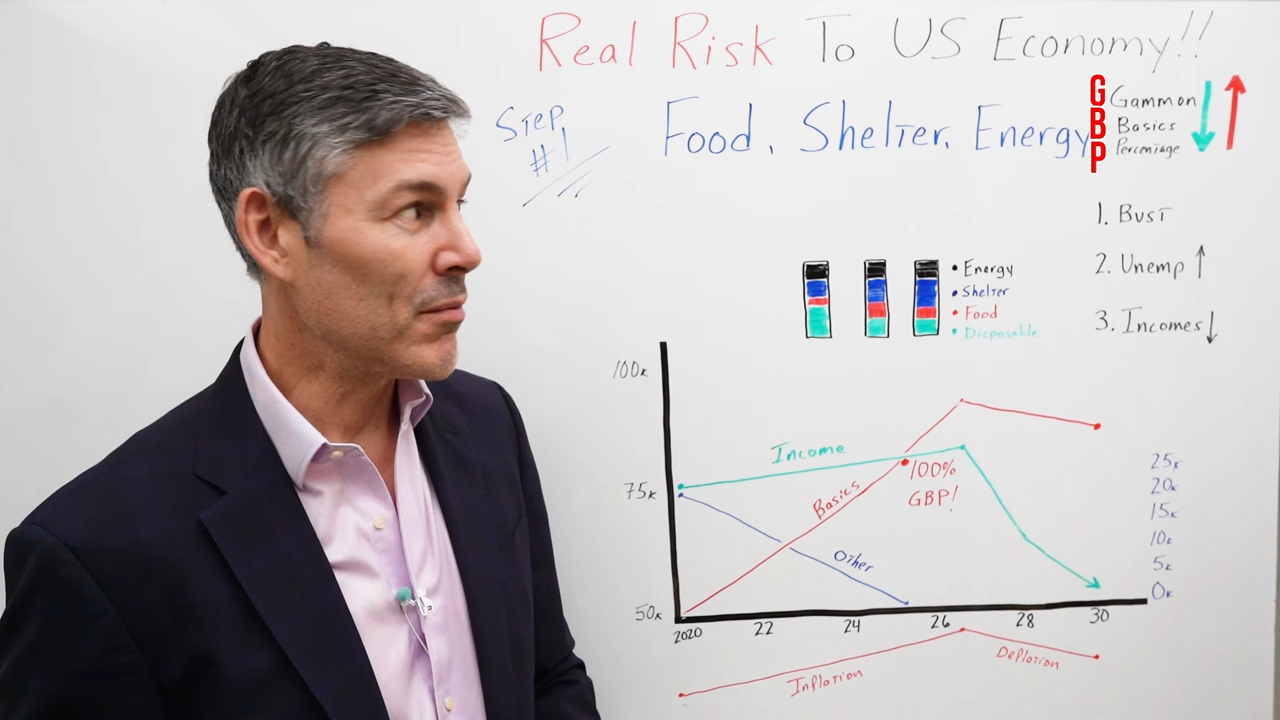 Real Risk To US Economy!!
STEP
#1
Food, Shelter, Energy
GBP
Gammon
Basics
Percentage
1. Bust
2. Unemp ↑
3. Incomes ↓
• Energy
• Shelter
• Food
• Disposable
100k
75k
50k
Income
Basics
100%
GBP!
Other
25k
20k
15k
10k
5k
0k
2020 22 24 26 28 30
Inflation
Deflation